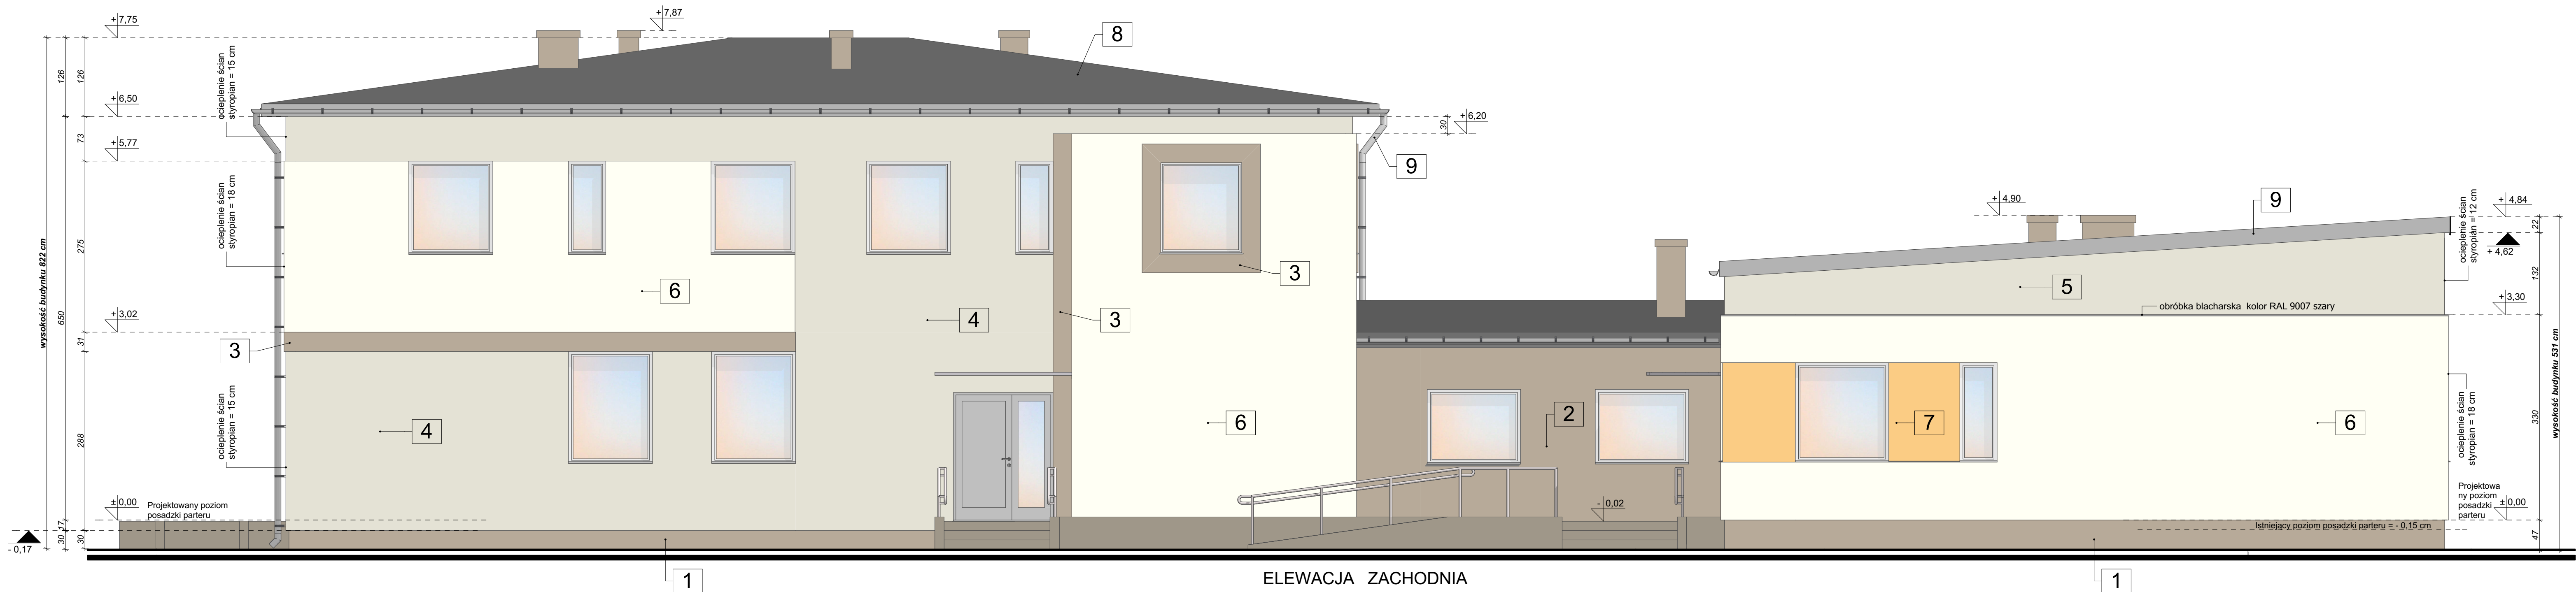 + 7,75
+ 7,87
8
126
126
ocieplenie ścian
styropian = 15 cm
+ 6,50
+ 6,20
30
73
+ 5,77
9
ocieplenie ścian
styropian = 18 cm
wysokość budynku 822 cm
275
650
6
3
4
3
+ 3,02
31
3
4
ocieplenie ścian
styropian = 15 cm
288
6
2
± 0,00
Projektowany poziom
posadzki parteru
17
30
30
- 0,17
- 0,02
1
+ 4,90
9
ocieplenie ścian
styropian = 12 cm
+ 4,84
22
+ 4,62
132
5
obróbka blacharska kolor RAL 9007 szary
+ 3,30
7
6
ocieplenie ścian
styropian = 18 cm
330
wysokość budynku 531 cm
Projektowa
ny poziom
posadzki
parteru
± 0,00
Istniejący poziom posadzki parteru = - 0,15 cm
47
1
ELEWACJA ZACHODNIA